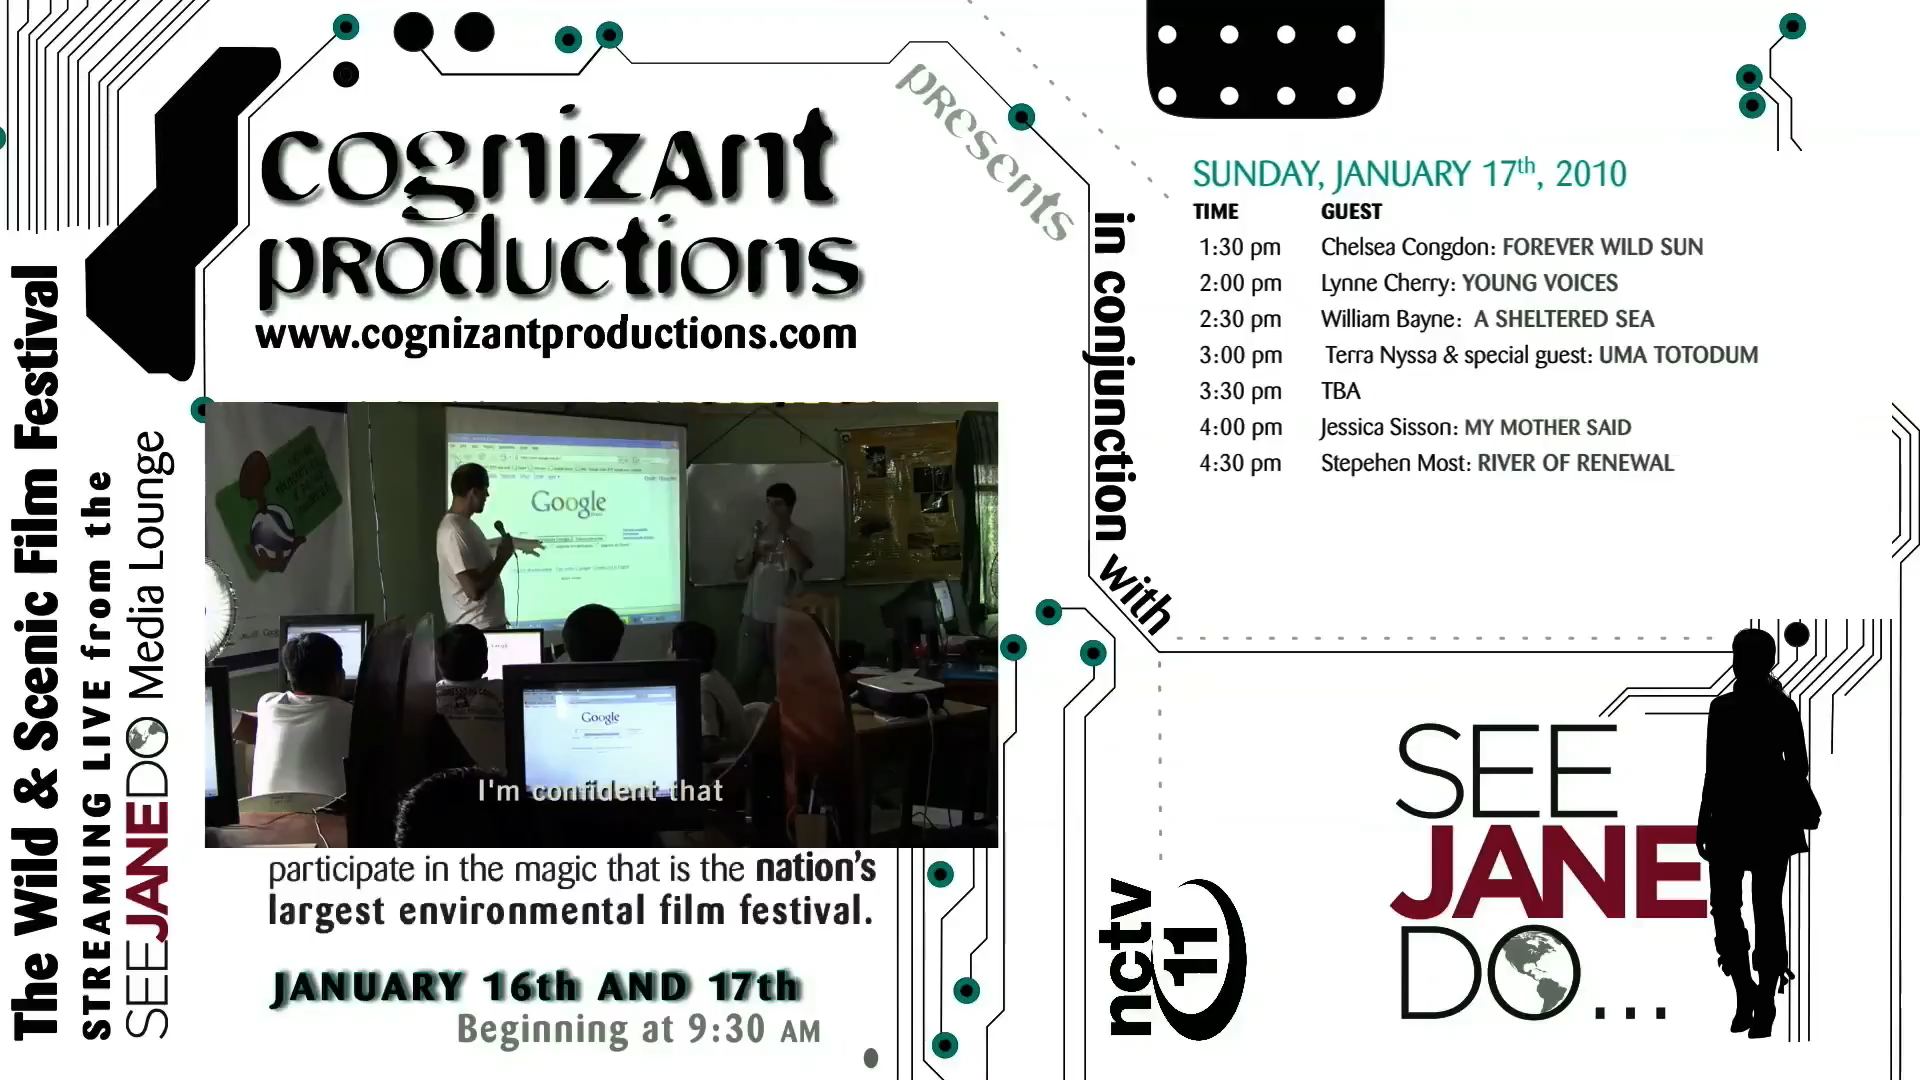 The Wild & Scenic Film Festival
STREAMING LIVE from the
SEEJANEDO Media Lounge
cognizant
productions
www.cognizantproductions.com
presents
in conjunction with
Google
Google
I'm confident that
participate in the magic that is the nation's
largest environmental film festival.
JANUARY 16th AND 17th
Beginning at 9:30 AM
SUNDAY, JANUARY 17th, 2010
TIME GUEST
1:30 pm Chelsea Congdon: FOREVER WILD SUN
2:00 pm Lynne Cherry: YOUNG VOICES
2:30 pm William Bayne: A SHELTERED SEA
3:00 pm Terra Nyssa & special guest: UMA TOTODUM
3:30 pm TBA
4:00 pm Jessica Sisson: MY MOTHER SAID
4:30 pm Stepehen Most: RIVER OF RENEWAL
nctv
11
SEE
JANE
DO...